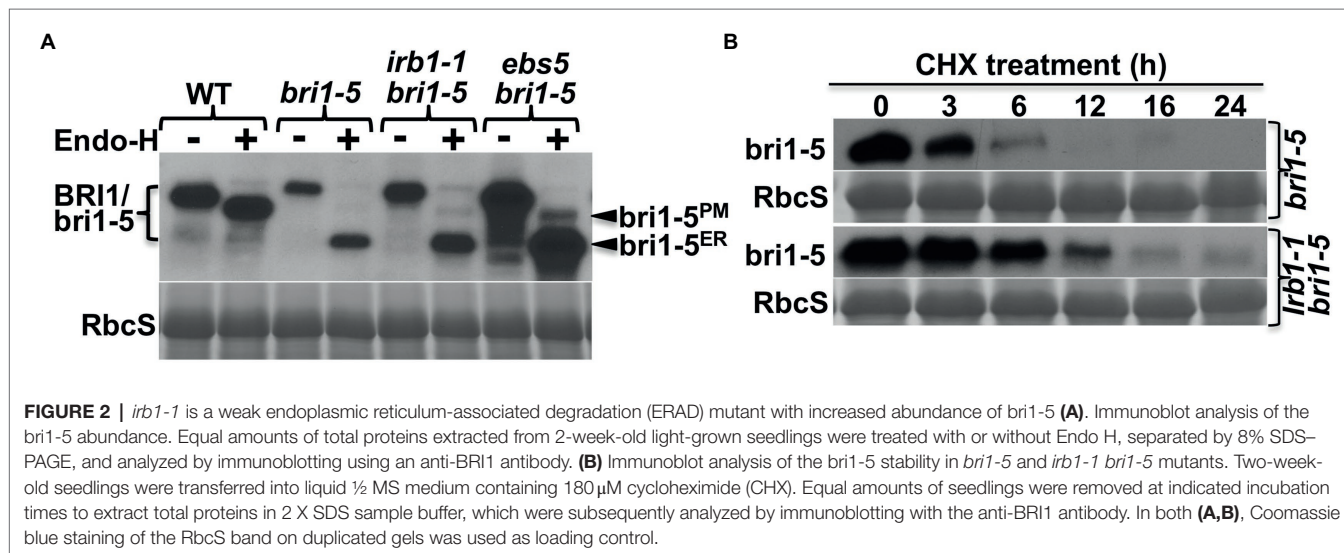 A
WT
bri1-5
irb1-1
bri1-5
ebs5
bri1-5
Endo-H - + - + - + - +
BRI1/
bri1-5
bri1-5PM
bri1-5ER
RbcS
B
CHX treatment (h)
0 3 6 12 16 24
bri1-5
RbcS
bri1-5
bri1-5
RbcS
Irb1-1
bri1-5
FIGURE 2 | irb1-1 is a weak endoplasmic reticulum-associated degradation (ERAD) mutant with increased abundance of bri1-5 (A). Immunoblot analysis of the
bri1-5 abundance. Equal amounts of total proteins extracted from 2-week-old light-grown seedlings were treated with or without Endo H, separated by 8% SDS–
PAGE, and analyzed by immunoblotting using an anti-BRI1 antibody. (B) Immunoblot analysis of the bri1-5 stability in bri1-5 and irb1-1 bri1-5 mutants. Two-week-
old seedlings were transferred into liquid ½ MS medium containing 180 μM cycloheximide (CHX). Equal amounts of seedlings were removed at indicated incubation
times to extract total proteins in 2 X SDS sample buffer, which were subsequently analyzed by immunoblotting with the anti-BRI1 antibody. In both (A,B), Coomassie
blue staining of the RbcS band on duplicated gels was used as loading control.